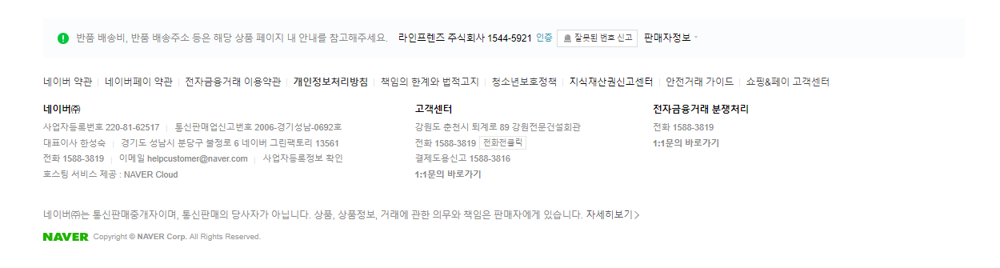 반품 배송비, 반품 배송주소 등은 해당 상품 페이지 내 안내를 참고해주세요. 라인프렌즈 주식회사 1544-5921 인증 잘못된 번호 신고 판매자정보
네이버 약관 네이버페이 약관 전자금융거래 이용약관 개인정보처리방침 책임의 한계와 법적고지 청소년보호정책 지식재산권신고센터 안전거래 가이드 쇼핑&페이 고객센터
네이버㈜
사업자등록번호 220-81-62517 통신판매업신고번호 2006-경기성남-0692호
대표이사 한성숙 경기도 성남시 분당구 불정로 6 네이버 그린팩토리 13561
전화 1588-3819 이메일 helpcustomer@naver.com 사업자등록정보 확인
호스팅 서비스 제공 : NAVER Cloud
고객센터
강원도 춘천시 퇴계로 89 강원전문건설회관
전화 1588-3819 전화전클릭
결제도용신고 1588-3816
1:1문의 바로가기
전자금융거래 분쟁처리
전화 1588-3819
1:1문의 바로가기
네이버㈜는 통신판매중개자이며, 통신판매의 당사자가 아닙니다. 상품, 상품정보, 거래에 관한 의무와 책임은 판매자에게 있습니다. 자세히보기
NAVER Copyright © NAVER Corp. All Rights Reserved.